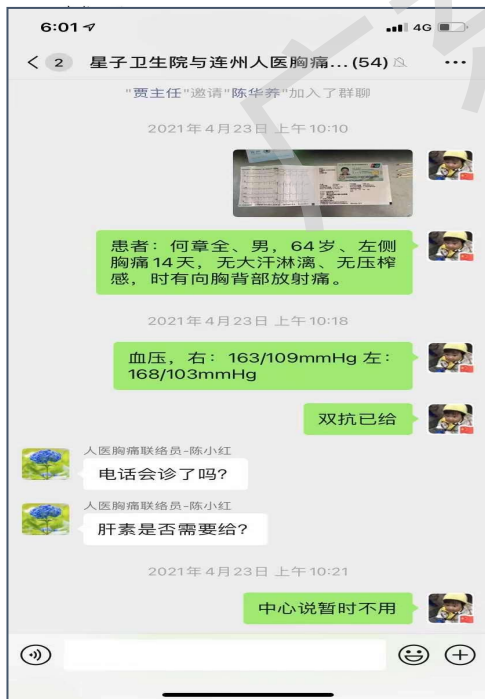 6:01
4G
2 星子卫生院与连州人医胸痛...(54)
"贾主任"邀请"陈华养"加入了群聊
2021年4月23日 上午10:10
患者：何章全、男，64岁、左侧
胸痛14天，无大汗淋漓、无压榨
感，时有向胸背部放射痛。
2021年4月23日 上午10:18
血压，右：163/109mmHg 左：
168/103mmHg
双抗已给
人医胸痛联络员-陈小红
电话会诊了吗？
人医胸痛联络员-陈小红
肝素是否需要给？
2021年4月23日 上午10:21
中心说暂时不用